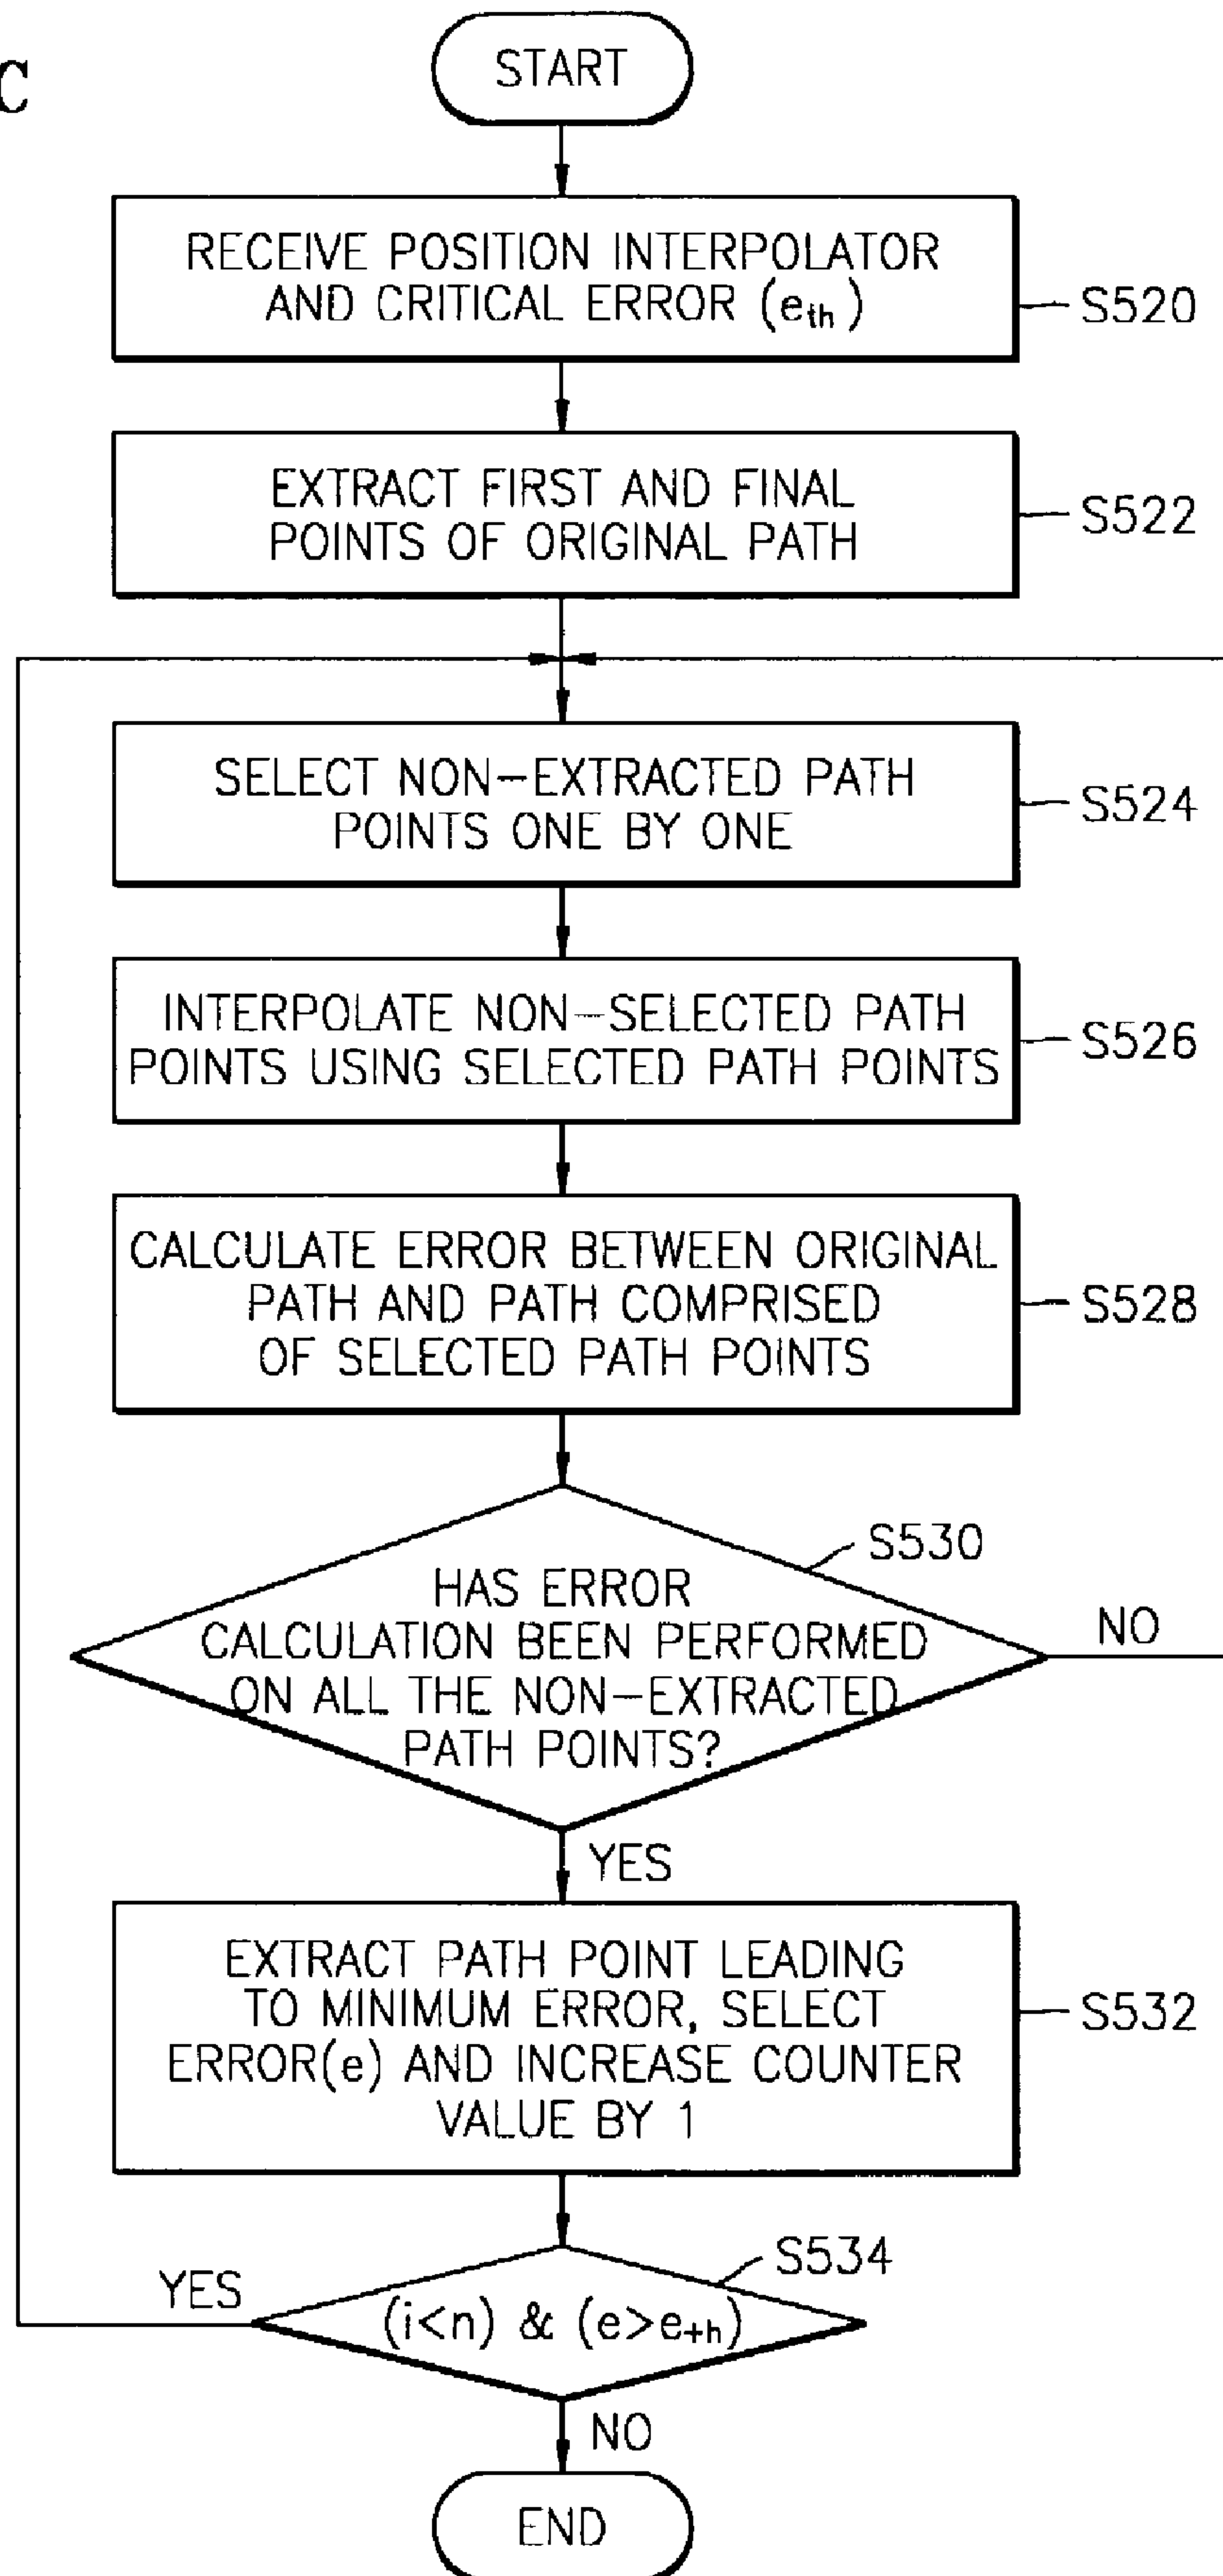 C
START
RECEIVE POSITION INTERPOLATOR
AND CRITICAL ERROR (eth)
S520
EXTRACT FIRST AND FINAL
POINTS OF ORIGINAL PATH
S522
SELECT NON-EXTRACTED PATH
POINTS ONE BY ONE
S524
INTERPOLATE NON-SELECTED PATH
POINTS USING SELECTED PATH POINTS
S526
CALCULATE ERROR BETWEEN ORIGINAL
PATH AND PATH COMPRISED
OF SELECTED PATH POINTS
S528
S530
HAS ERROR
CALCULATION BEEN PERFORMED
ON ALL THE NON-EXTRACTED
PATH POINTS?
NO
YES
EXTRACT PATH POINT LEADING
TO MINIMUM ERROR, SELECT
ERROR(e) AND INCREASE COUNTER
VALUE BY 1
S532
S534
YES
(i<n) & (e>e+h)
NO
END